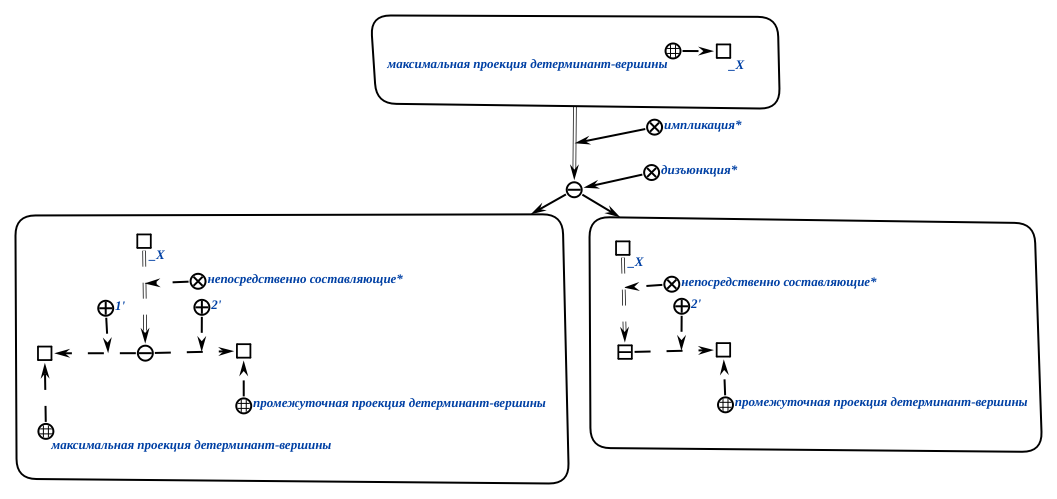 максимальная проекция детерминант-вершины
_X
импликация*
дизъюнкция*
_X
непосредственно составляющие*
1'
2'
промежуточная проекция детерминант-вершины
максимальная проекция детерминант-вершины
_X
непосредственно составляющие*
2'
промежуточная проекция детерминант-вершины